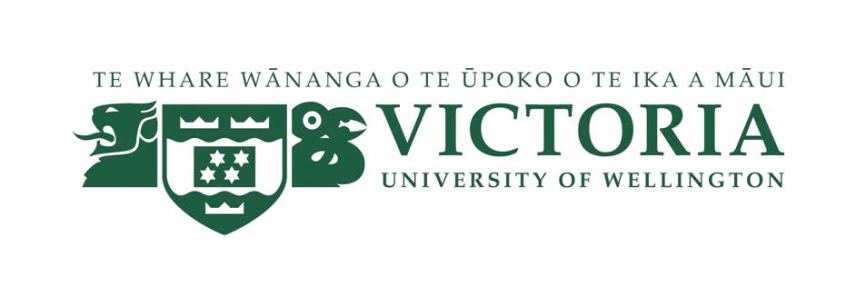 TE WHARE WĀNANGA O TE ŪPOKO O TE IKA A MĀUI
VICTORIA
UNIVERSITY OF WELLINGTON